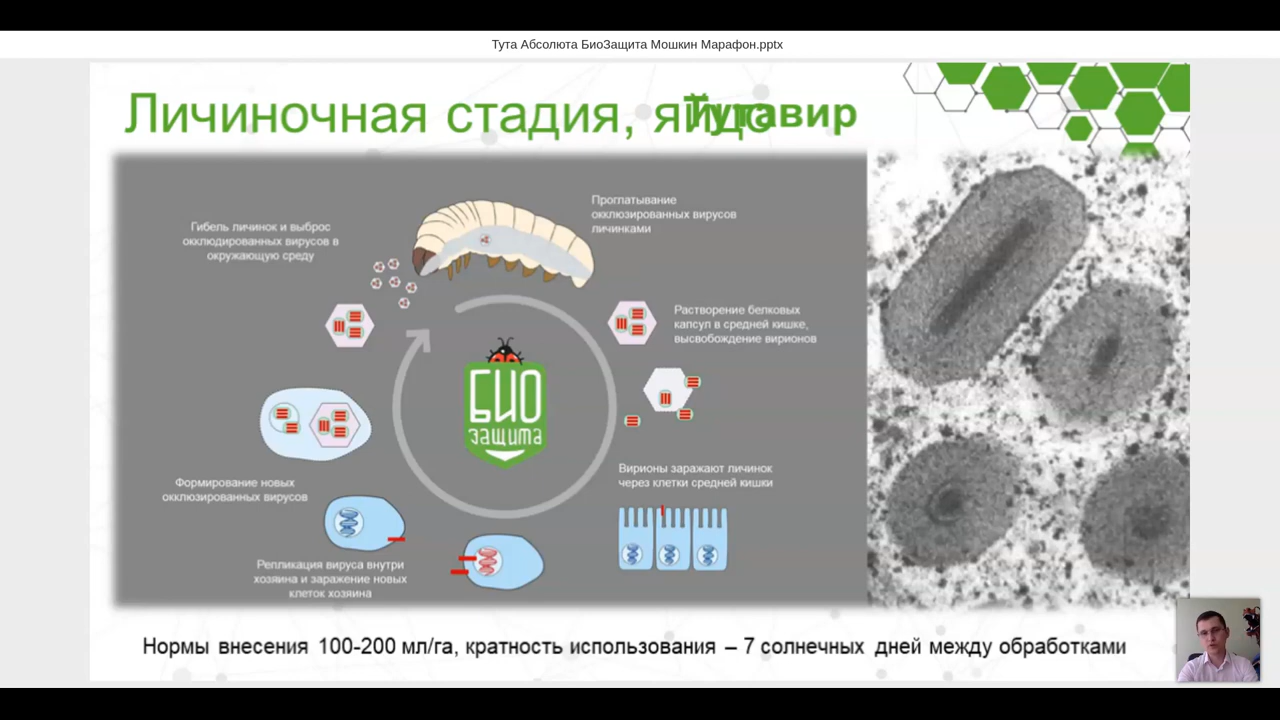 Тута Абсолюта БиоЗащита Мошкин Марафон.pptx
Личиночная стадия, яйцо
Тутавир
Проглатывание
окклюзированных вирусов
личинками
Гибель личинок и выброс
окклюдированных вирусов в
окружающую среду
Растворение белковых
капсул в средней кишке,
высвобождение вирионов
БИО
защита
Вирионы заражают личинок
через клетки средней кишки
Формирование новых
окклюзированных вирусов
Репликация вируса внутри
хозяина и заражение новых
клеток хозяина
Нормы внесения 100-200 мл/га, кратность использования – 7 солнечных дней между обработками